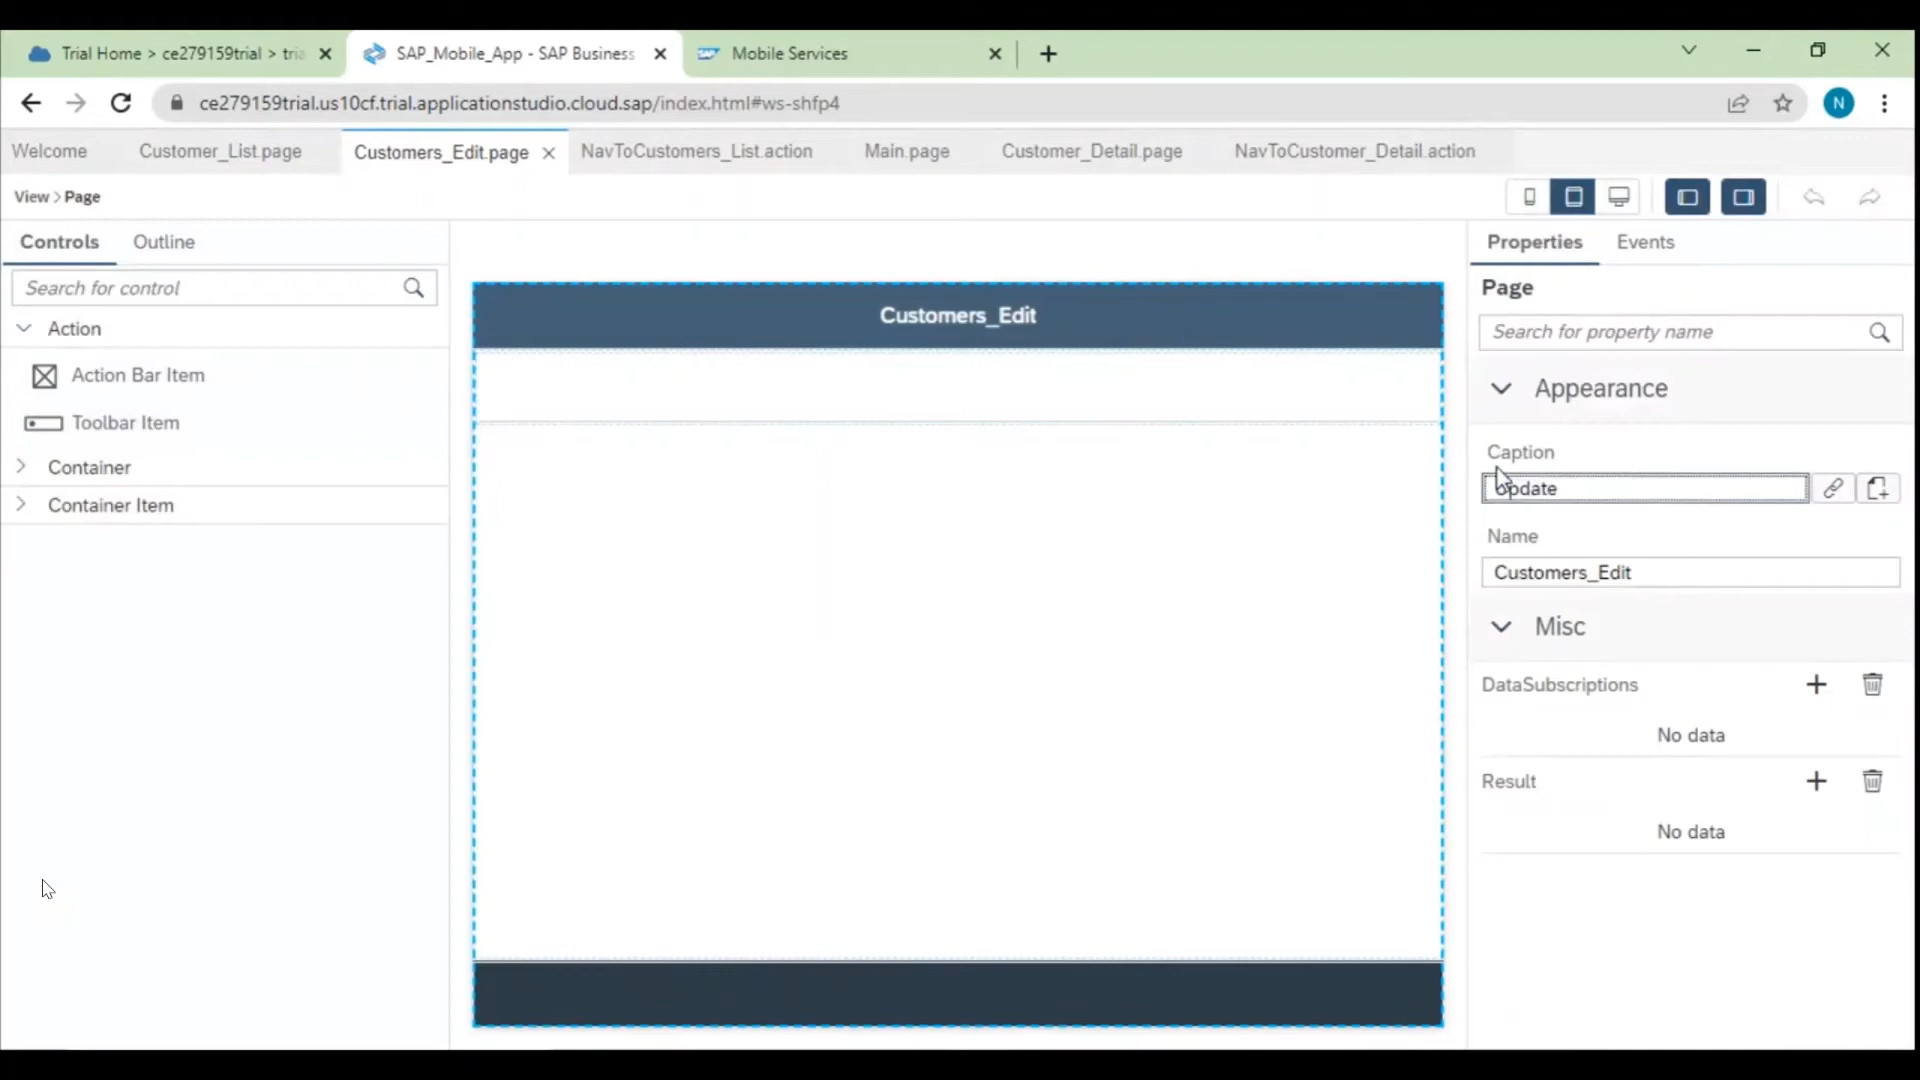 Trial Home > ce279159trial > tria
SAP_Mobile_App - SAP Business
Mobile Services
ce279159trial.us10cf.trial.applicationstudio.cloud.sap/index.html#ws-shfp4
N
Welcome
Customer_List.page
Customers_Edit.page
NavToCustomers_List.action
Main.page
Customer_Detail.page
NavToCustomer_Detail.action
View > Page
Controls
Outline
Search for control
Action
Action Bar Item
Toolbar Item
Container
Container Item
Customers_Edit
Properties
Events
Page
Search for property name
Appearance
Caption
Update
Name
Customers_Edit
Misc
DataSubscriptions
No data
Result
No data